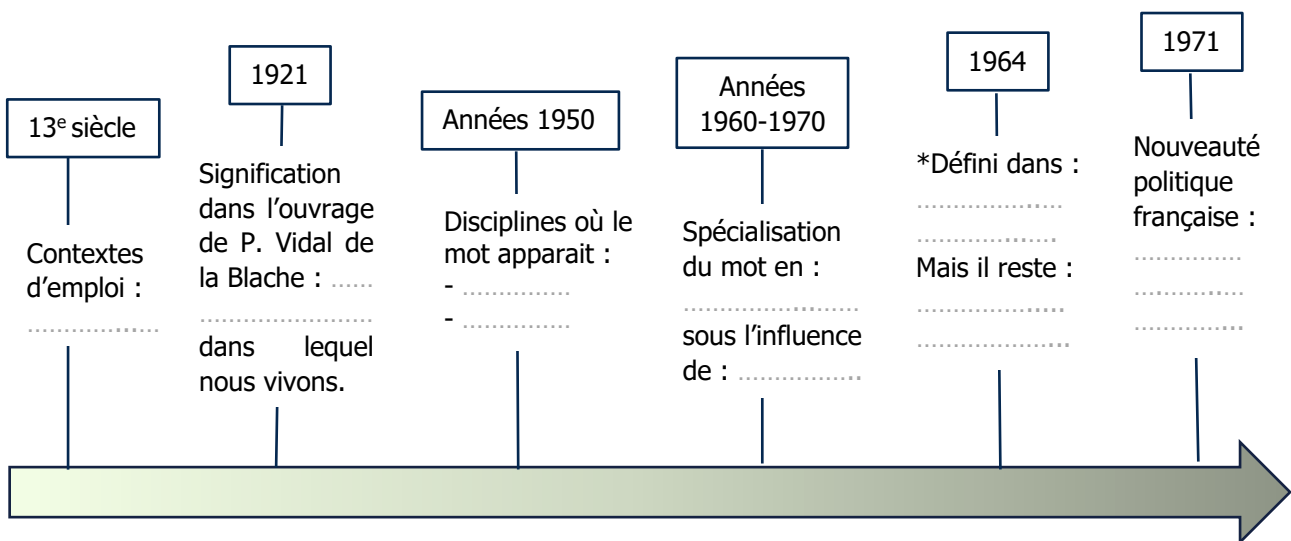 13e siècle
Contextes
d’emploi :
………………...……
1921
Signification
dans l’ouvrage
de P. Vidal de
la Blache : ……
………………………
dans lequel
nous vivons.
Années 1950
Disciplines où le
mot apparait :
- ………………
- ………………
Années
1960-1970
Spécialisation
du mot en :
………………...……
sous l’influence
de : ………………..
1964
*Défini dans :
………………..….
………………...….
Mais il reste :
………………….....
…………………...
1971
Nouveauté
politique
française :
………………
….………..….
……………...